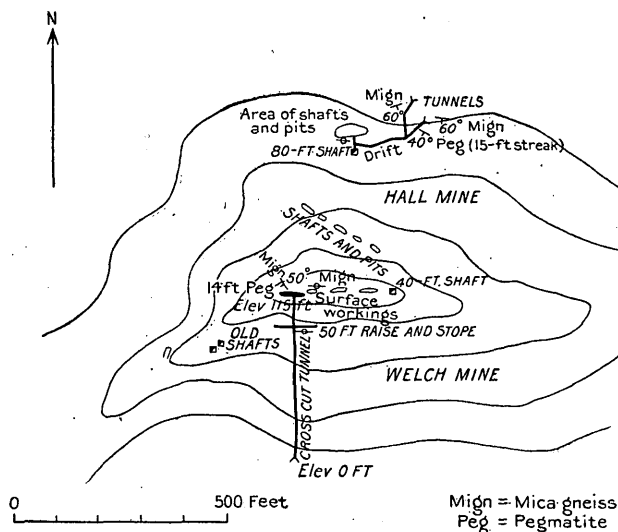 N
Mign
TUNNELS
60°
Area of shafts
and pits
60° Mign
40° Peg (15-ft streak)
80-FT. SHAFT
Drift
HALL MINE
SHAFTS AND PITS
Mign
50°
Mign
14ft Peg
40-FT. SHAFT
Elev 115 ft
Surface
workings
OLD
SHAFTS
50 FT RAISE AND STOPE
CROSS CUT TUNNEL
WELCH MINE
Elev 0 FT
0 500 Feet
Mign = Mica gneiss
Peg = Pegmatite